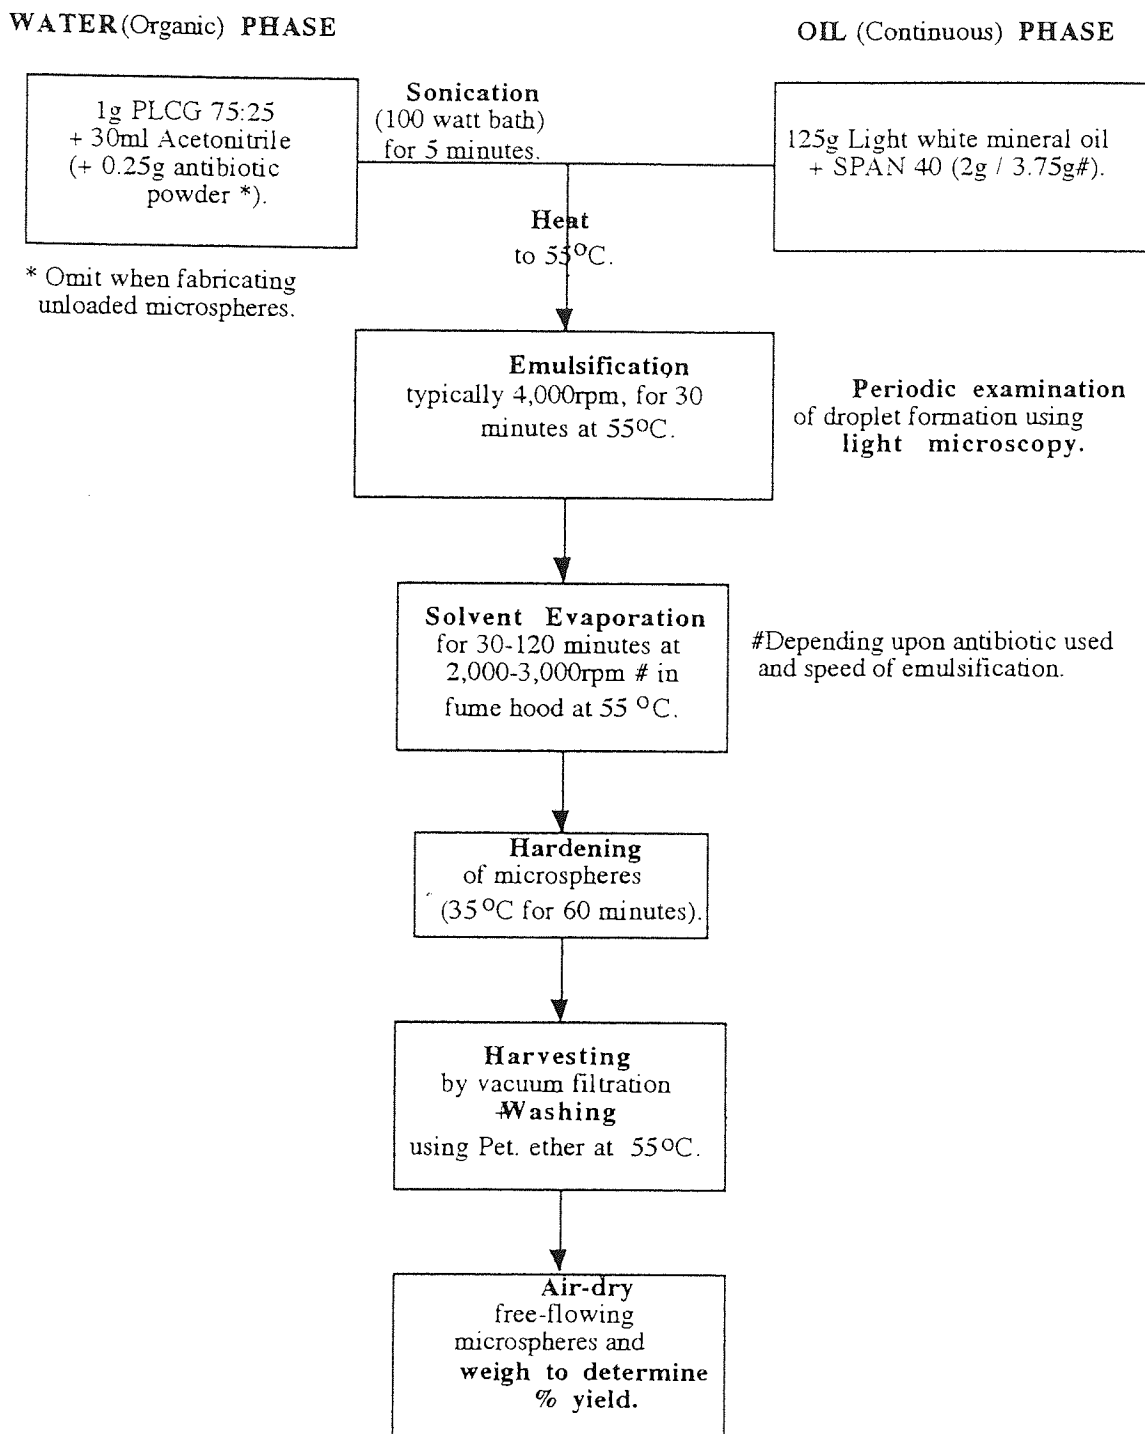 WATER (Organic) PHASE
OIL (Continuous) PHASE
1g PLCG 75:25
+ 30ml Acetonitrile
(+ 0.25g antibiotic
powder *).
Sonication
(100 watt bath)
for 5 minutes.
125g Light white mineral oil
+ SPAN 40 (2g / 3.75g#).
Heat
to 55°C.
* Omit when fabricating
unloaded microspheres.
Emulsification
typically 4,000rpm, for 30
minutes at 55°C.
Periodic examination
of droplet formation using
light microscopy.
Solvent Evaporation
for 30-120 minutes at
2,000-3,000rpm # in
fume hood at 55 °C.
#Depending upon antibiotic used
and speed of emulsification.
Hardening
of microspheres
(35°C for 60 minutes).
Harvesting
by vacuum filtration
+Washing
using Pet. ether at 55°C.
Air-dry
free-flowing
microspheres and
weigh to determine
% yield.